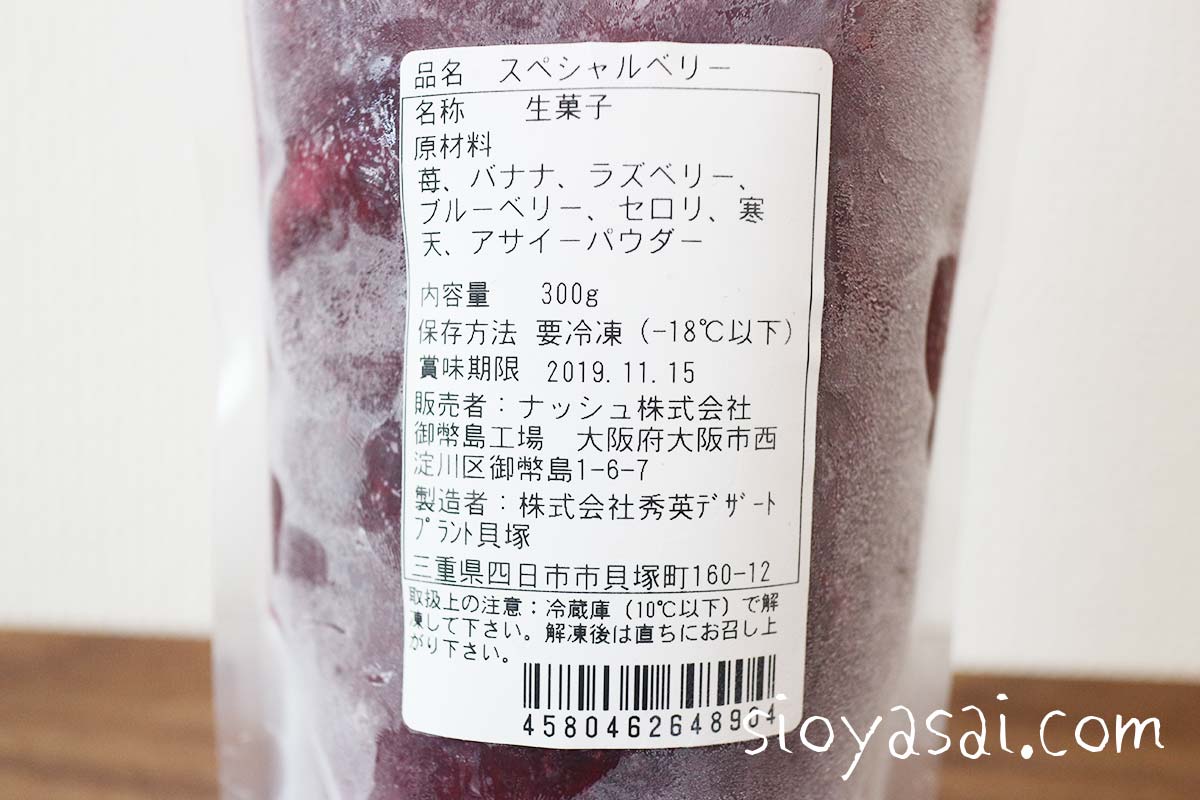 品名 スペシャルベリー
名称 生菓子
原材料
苺、バナナ、ラズベリー、
ブルーベリー、セロリ、寒
天、アサイーパウダー
内容量 300g
保存方法 要冷凍（-18℃以下）
賞味期限 2019.11.15
販売者：ナッシュ株式会社
御幣島工場 大阪府大阪市西
淀川区御幣島1-6-7
製造者：株式会社秀英ﾃﾞｻﾞｰﾄ
ﾌﾟﾗﾝﾄ貝塚
三重県四日市市貝塚町160-12
取扱上の注意：冷蔵庫（10℃以下）で解
凍して下さい。解凍後は直ちにお召し上
がり下さい。
4580462648904
sioyasai.com